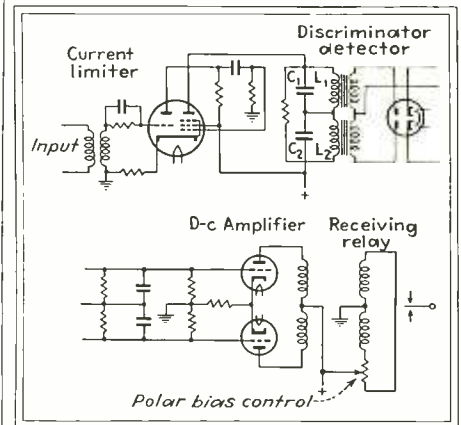 Discriminator
detector
Current
limiter
Input
C₁ L₁
C₂ L₂
+
D-c Amplifier Receiving
relay
+
Polar bias control